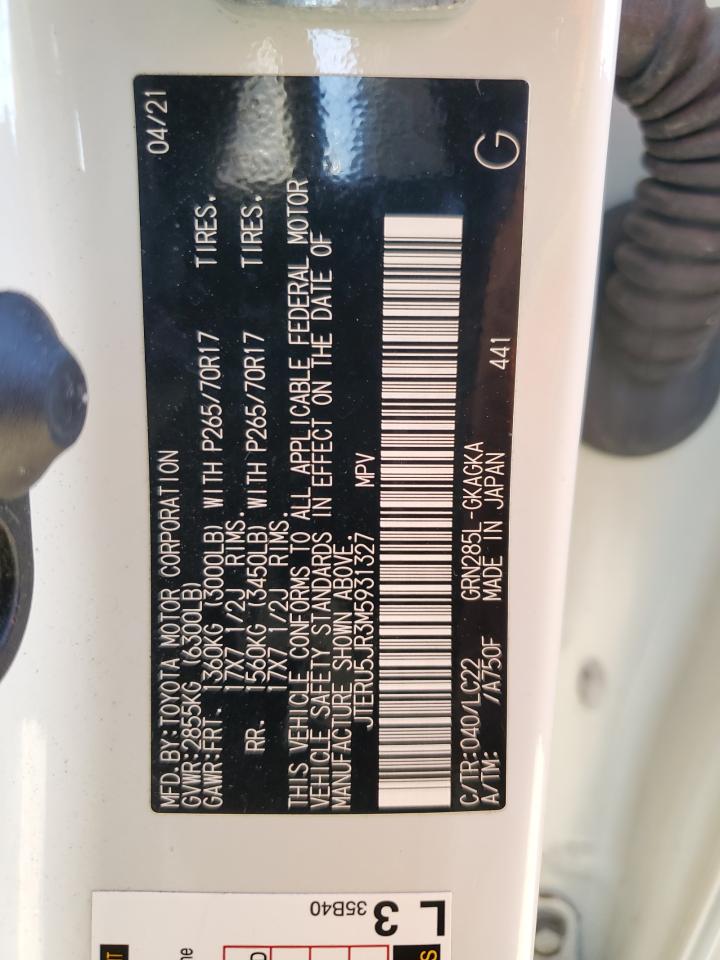 MFD. BY: TOYOTA MOTOR CORPORATION 04/21
GVWR: 2855KG (6300LB)
GAWR: FRT. 1360KG (3000LB) WITH P265/70R17 TIRES.
17X7 1/2J RIMS.
RR. 1560KG (3450LB) WITH P265/70R17 TIRES.
17X7 1/2J RIMS.
THIS VEHICLE CONFORMS TO ALL APPLICABLE FEDERAL MOTOR
VEHICLE SAFETY STANDARDS IN EFFECT ON THE DATE OF
MANUFACTURE SHOWN ABOVE.
JTERU5JR3M5931327 MPV
C/TR: 040/LC22 GRN285L-GKAGKA 441 G
A/TM: /A750F MADE IN JAPAN
L 3
35B40